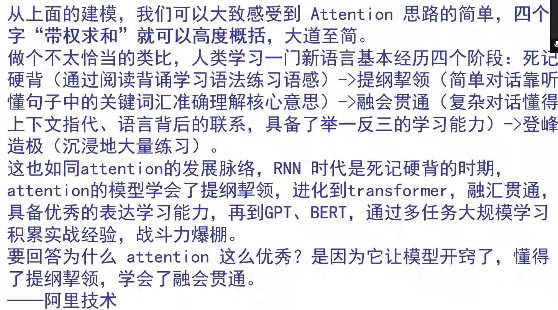 从上面的建模，我们可以大致感受到 Attention 思路的简单，四个
字“带权求和”就可以高度概括，大道至简。
做个不太恰当的类比，人类学习一门新语言基本经历四个阶段：死记
硬背（通过阅读背诵学习语法练习语感）->提纲挈领（简单对话靠听
懂句子中的关键词汇准确理解核心意思）->融会贯通（复杂对话懂得
上下文指代、语言背后的联系，具备了举一反三的学习能力）->登峰
造极（沉浸地大量练习）。
这也如同attention的发展脉络，RNN 时代是死记硬背的时期，
attention的模型学会了提纲挈领，进化到transformer，融汇贯通，
具备优秀的表达学习能力，再到GPT、BERT，通过多任务大规模学习
积累实战经验，战斗力爆棚。
要回答为什么 attention 这么优秀？是因为它让模型开窍了，懂得
了提纲挈领，学会了融会贯通。
——阿里技术